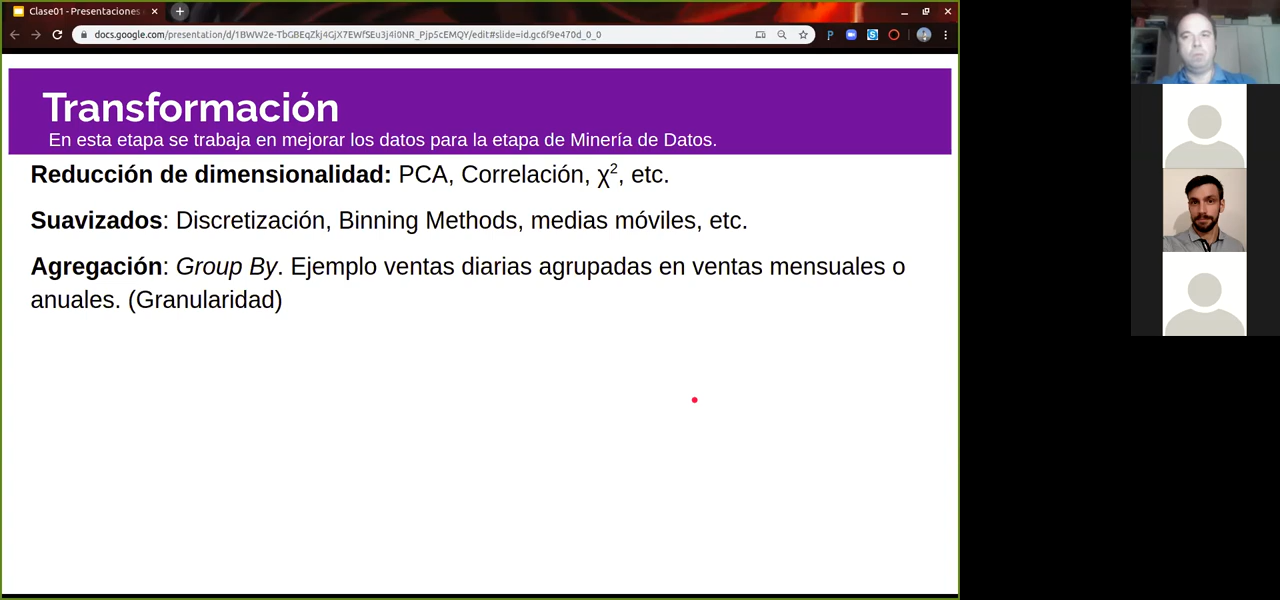 Clase01 - Presentaciones
docs.google.com/presentation/d/1BWW2e-TbGBEqZkj4GJX7EWfSEu3j4i0NR_Pjp5cEMQY/edit#slide=id.gc6f9e470d_0_0
Transformación
En esta etapa se trabaja en mejorar los datos para la etapa de Minería de Datos.
Reducción de dimensionalidad: PCA, Correlación, χ², etc.
Suavizados: Discretización, Binning Methods, medias móviles, etc.
Agregación: Group By. Ejemplo ventas diarias agrupadas en ventas mensuales o
anuales. (Granularidad)